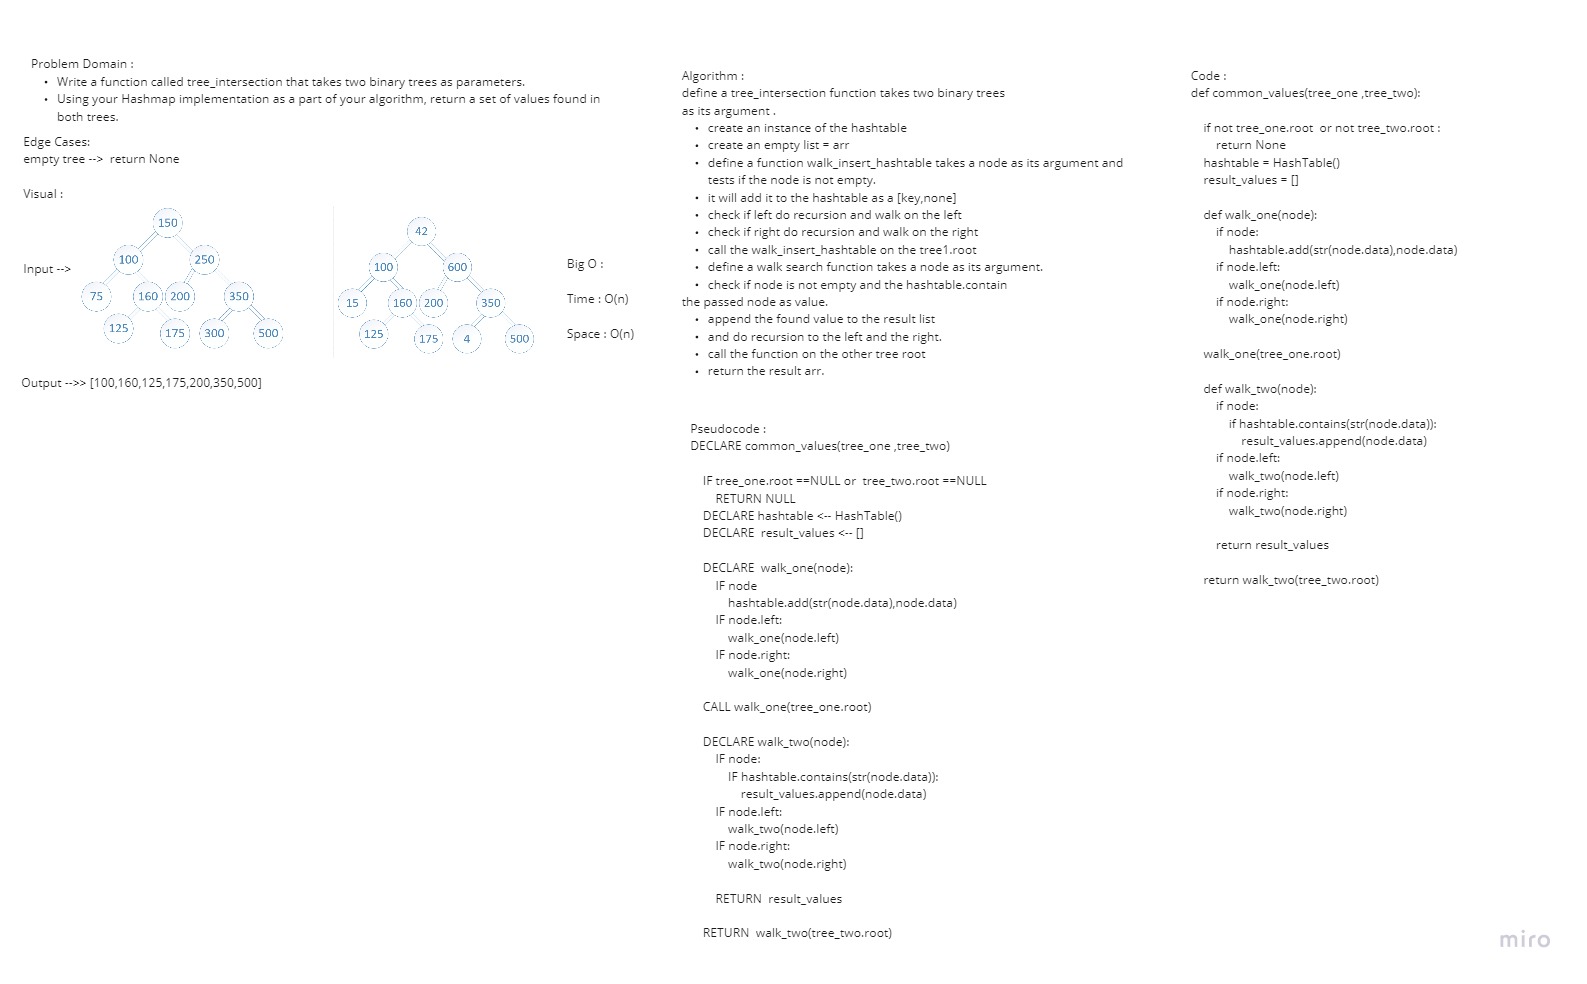 Problem Domain :
• Write a function called tree_intersection that takes two binary trees as parameters.
• Using your Hashmap implementation as a part of your algorithm, return a set of values found in
both trees.
Edge Cases:
empty tree --> return None
Visual :
Input -->
150
100 250
75 160 200 350
125 175 300 500
42
100 600
15 160 200 350
125 175 4 500
Big O :
Time : O(n)
Space : O(n)
Output -->> [100,160,125,175,200,350,500]
Algorithm :
define a tree_intersection function takes two binary trees
as its argument .
• create an instance of the hashtable
• create an empty list = arr
• define a function walk_insert_hashtable takes a node as its argument and
tests if the node is not empty.
• it will add it to the hashtable as a [key,none]
• check if left do recursion and walk on the left
• check if right do recursion and walk on the right
• call the walk_insert_hashtable on the tree1.root
• define a walk search function takes a node as its argument.
• check if node is not empty and the hashtable.contain
the passed node as value.
• append the found value to the result list
• and do recursion to the left and the right.
• call the function on the other tree root
• return the result arr.
Pseudocode :
DECLARE common_values(tree_one ,tree_two)
IF tree_one.root ==NULL or tree_two.root ==NULL
RETURN NULL
DECLARE hashtable <-- HashTable()
DECLARE result_values <-- []
DECLARE walk_one(node):
IF node
hashtable.add(str(node.data),node.data)
IF node.left:
walk_one(node.left)
IF node.right:
walk_one(node.right)
CALL walk_one(tree_one.root)
DECLARE walk_two(node):
IF node:
IF hashtable.contains(str(node.data)):
result_values.append(node.data)
IF node.left:
walk_two(node.left)
IF node.right:
walk_two(node.right)
RETURN result_values
RETURN walk_two(tree_two.root)
Code :
def common_values(tree_one ,tree_two):
if not tree_one.root or not tree_two.root :
return None
hashtable = HashTable()
result_values = []
def walk_one(node):
if node:
hashtable.add(str(node.data),node.data)
if node.left:
walk_one(node.left)
if node.right:
walk_one(node.right)
walk_one(tree_one.root)
def walk_two(node):
if node:
if hashtable.contains(str(node.data)):
result_values.append(node.data)
if node.left:
walk_two(node.left)
if node.right:
walk_two(node.right)
return result_values
return walk_two(tree_two.root)
miro